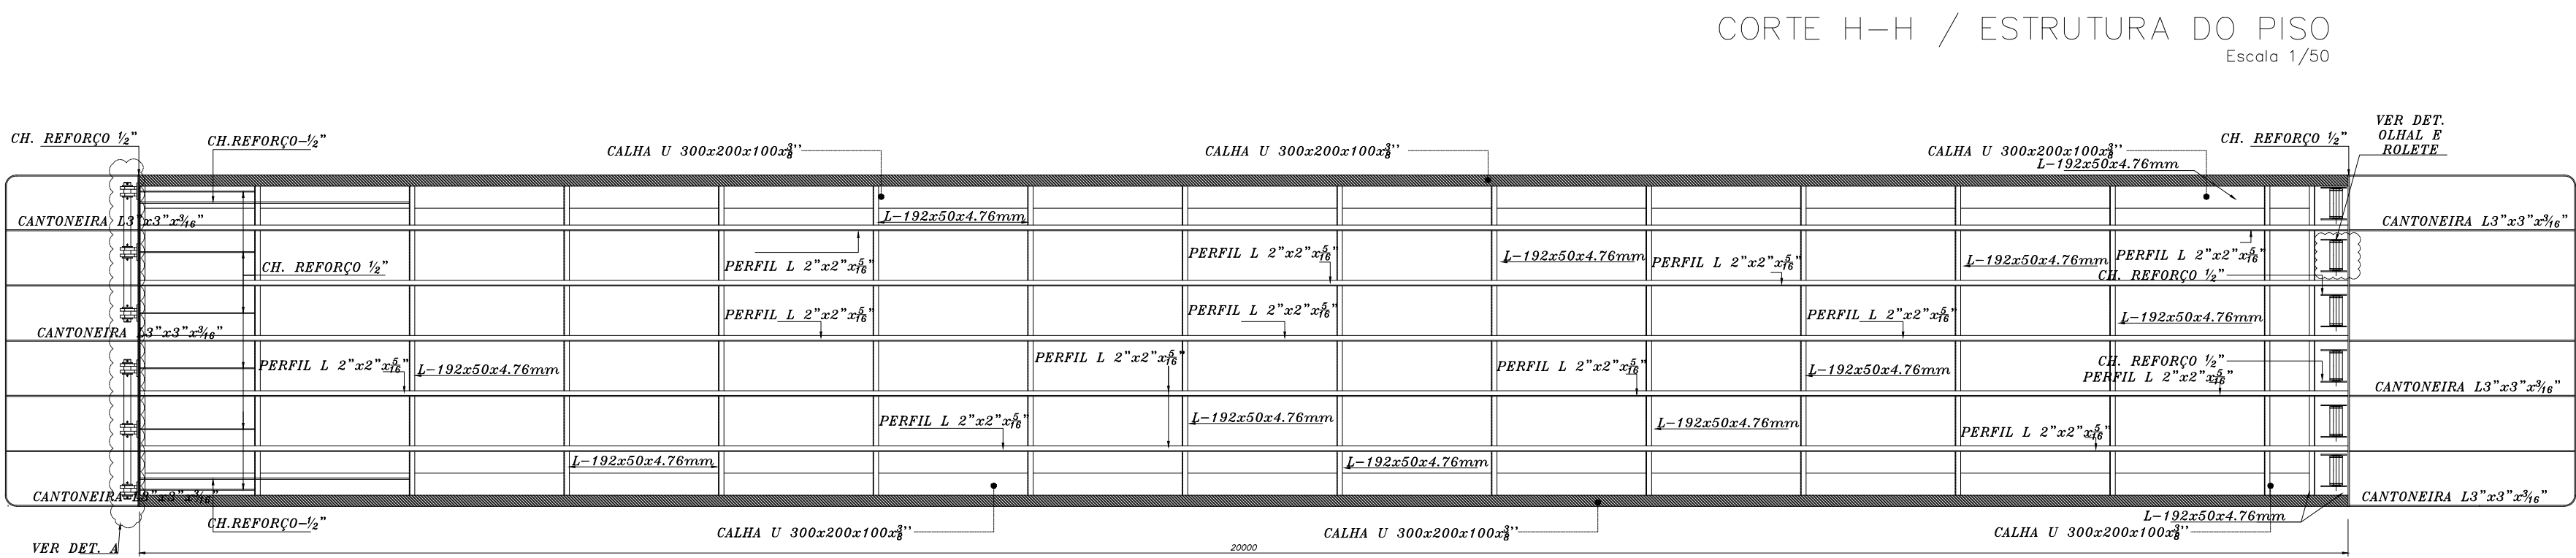 CORTE H-H / ESTRUTURA DO PISO
Escala 1/50
VER DET.
OLHAL E
ROLETE
CH. REFORÇO ½"
CH.REFORÇO-½"
CALHA U 300x200x100x⅜''
CALHA U 300x200x100x⅜''
CALHA U 300x200x100x⅜''
CH. REFORÇO ½"
L-192x50x4.76mm
CANTONEIRA L3"x3"x3/16"
L-192x50x4.76mm
CANTONEIRA L3"x3"x3/16"
CH. REFORÇO ½"
PERFIL L 2"x2"x5/16"
PERFIL L 2"x2"x5/16"
L-192x50x4.76mm
PERFIL L 2"x2"x5/16"
L-192x50x4.76mm
PERFIL L 2"x2"x5/16"
CH. REFORÇO ½"
CANTONEIRA L3"x3"x3/16"
PERFIL L 2"x2"x5/16"
PERFIL L 2"x2"x5/16"
PERFIL L 2"x2"x5/16"
L-192x50x4.76mm
PERFIL L 2"x2"x5/16"
L-192x50x4.76mm
PERFIL L 2"x2"x5/16"
PERFIL L 2"x2"x5/16"
L-192x50x4.76mm
CH. REFORÇO ½"
PERFIL L 2"x2"x5/16"
CANTONEIRA L3"x3"x3/16"
PERFIL L 2"x2"x5/16"
L-192x50x4.76mm
L-192x50x4.76mm
PERFIL L 2"x2"x5/16"
L-192x50x4.76mm
L-192x50x4.76mm
CANTONEIRA L3"x3"x3/16"
CANTONEIRA L3"x3"x3/16"
CH.REFORÇO-½"
L-192x50x4.76mm
CALHA U 300x200x100x⅜''
CALHA U 300x200x100x⅜''
CALHA U 300x200x100x⅜''
VER DET. A
20000